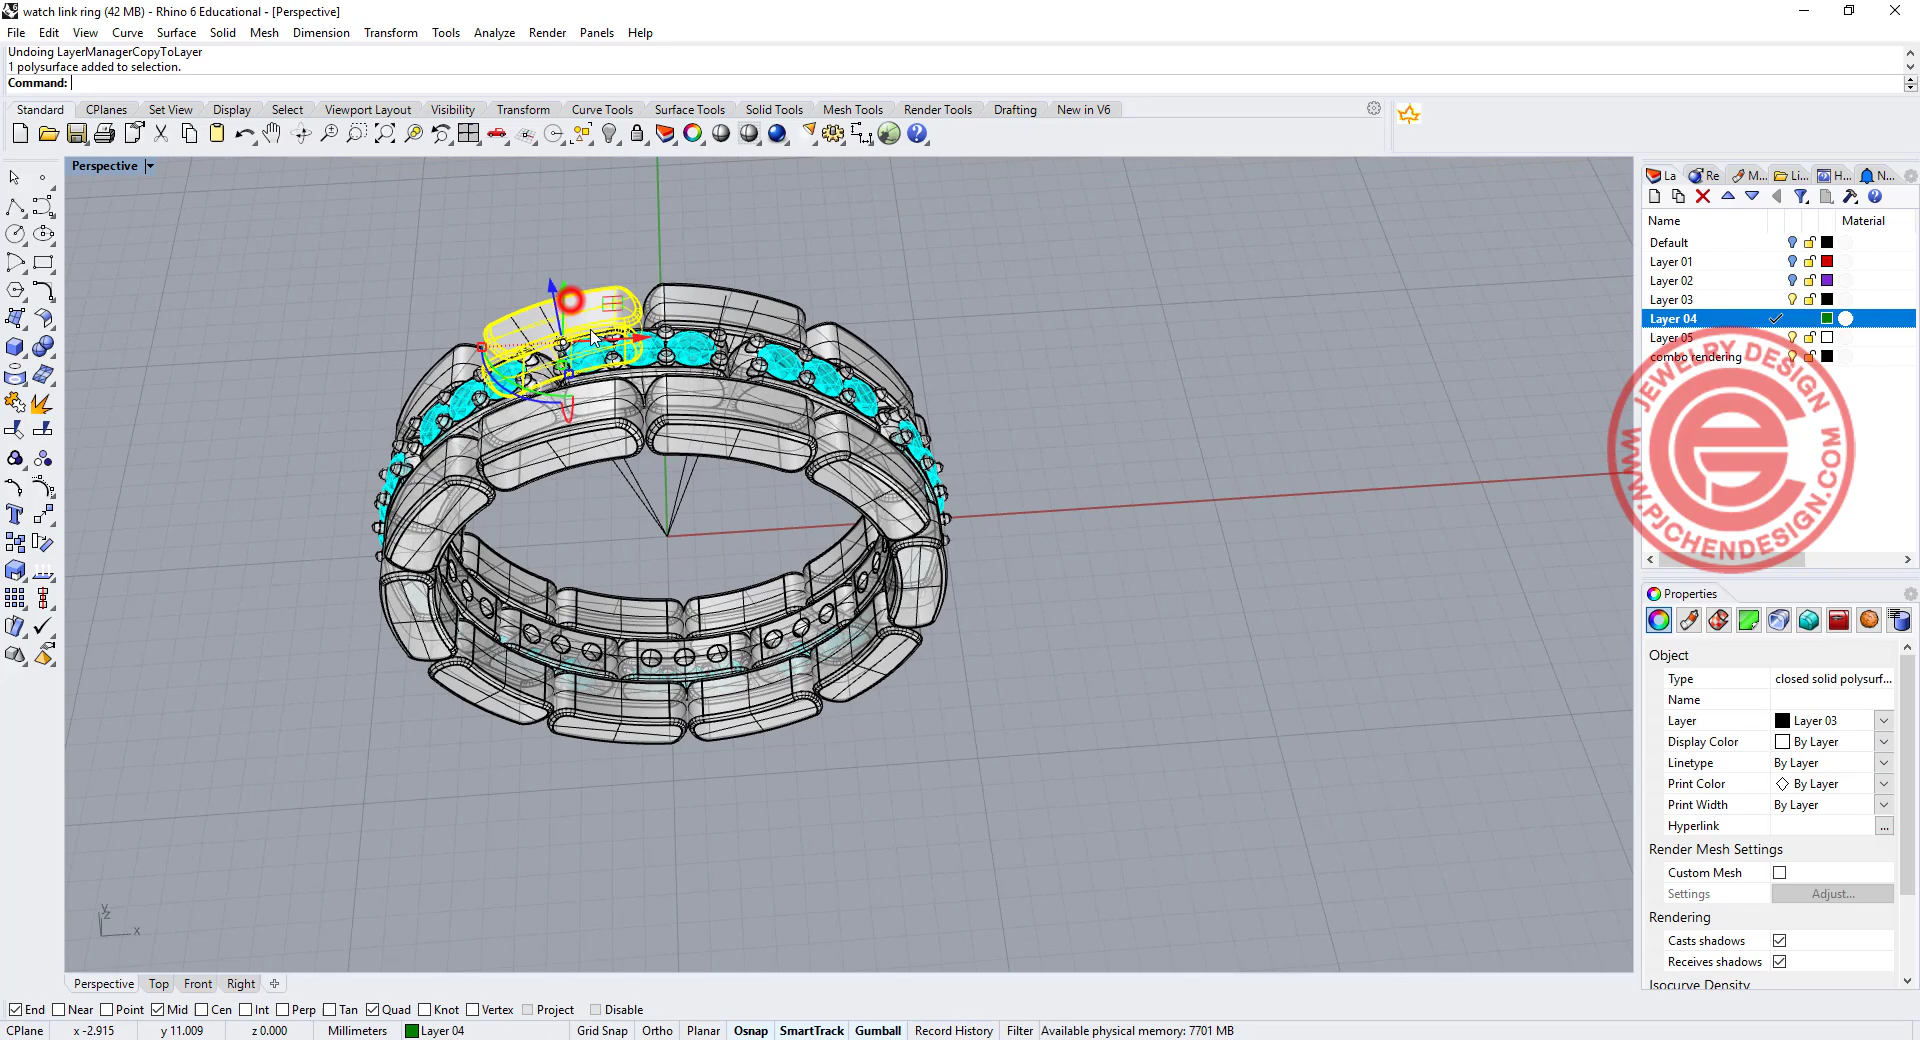 watch link ring (42 MB) - Rhino 6 Educational - [Perspective]
File Edit View Curve Surface Solid Mesh Dimension Transform Tools Analyze Render Panels Help
Undoing LayerManagerCopyToLayer
1 polysurface added to selection.
Command:
Standard CPlanes Set View Display Select Viewport Layout Visibility Transform Curve Tools Surface Tools Solid Tools Mesh Tools Render Tools Drafting New in V6
Perspective
La Re M... Li... H... N...
Name Material
Default
Layer 01
Layer 02
Layer 03
Layer 04
Layer 05
combo rendering
JEWELRY DESIGN
WWW.PJCHENDESIGN.COM
Properties
Object
Type closed solid polysurf...
Name
Layer Layer 03
Display Color By Layer
Linetype By Layer
Print Color By Layer
Print Width By Layer
Hyperlink ...
Render Mesh Settings
Custom Mesh
Settings Adjust...
Rendering
Casts shadows
Receives shadows
Isocurve Density
y
z
x
Perspective Top Front Right
End Near Point Mid Cen Int Perp Tan Quad Knot Vertex Project Disable
CPlane x -2.915 y 11.009 z 0.000 Millimeters Layer 04 Grid Snap Ortho Planar Osnap SmartTrack Gumball Record History Filter Available physical memory: 7701 MB